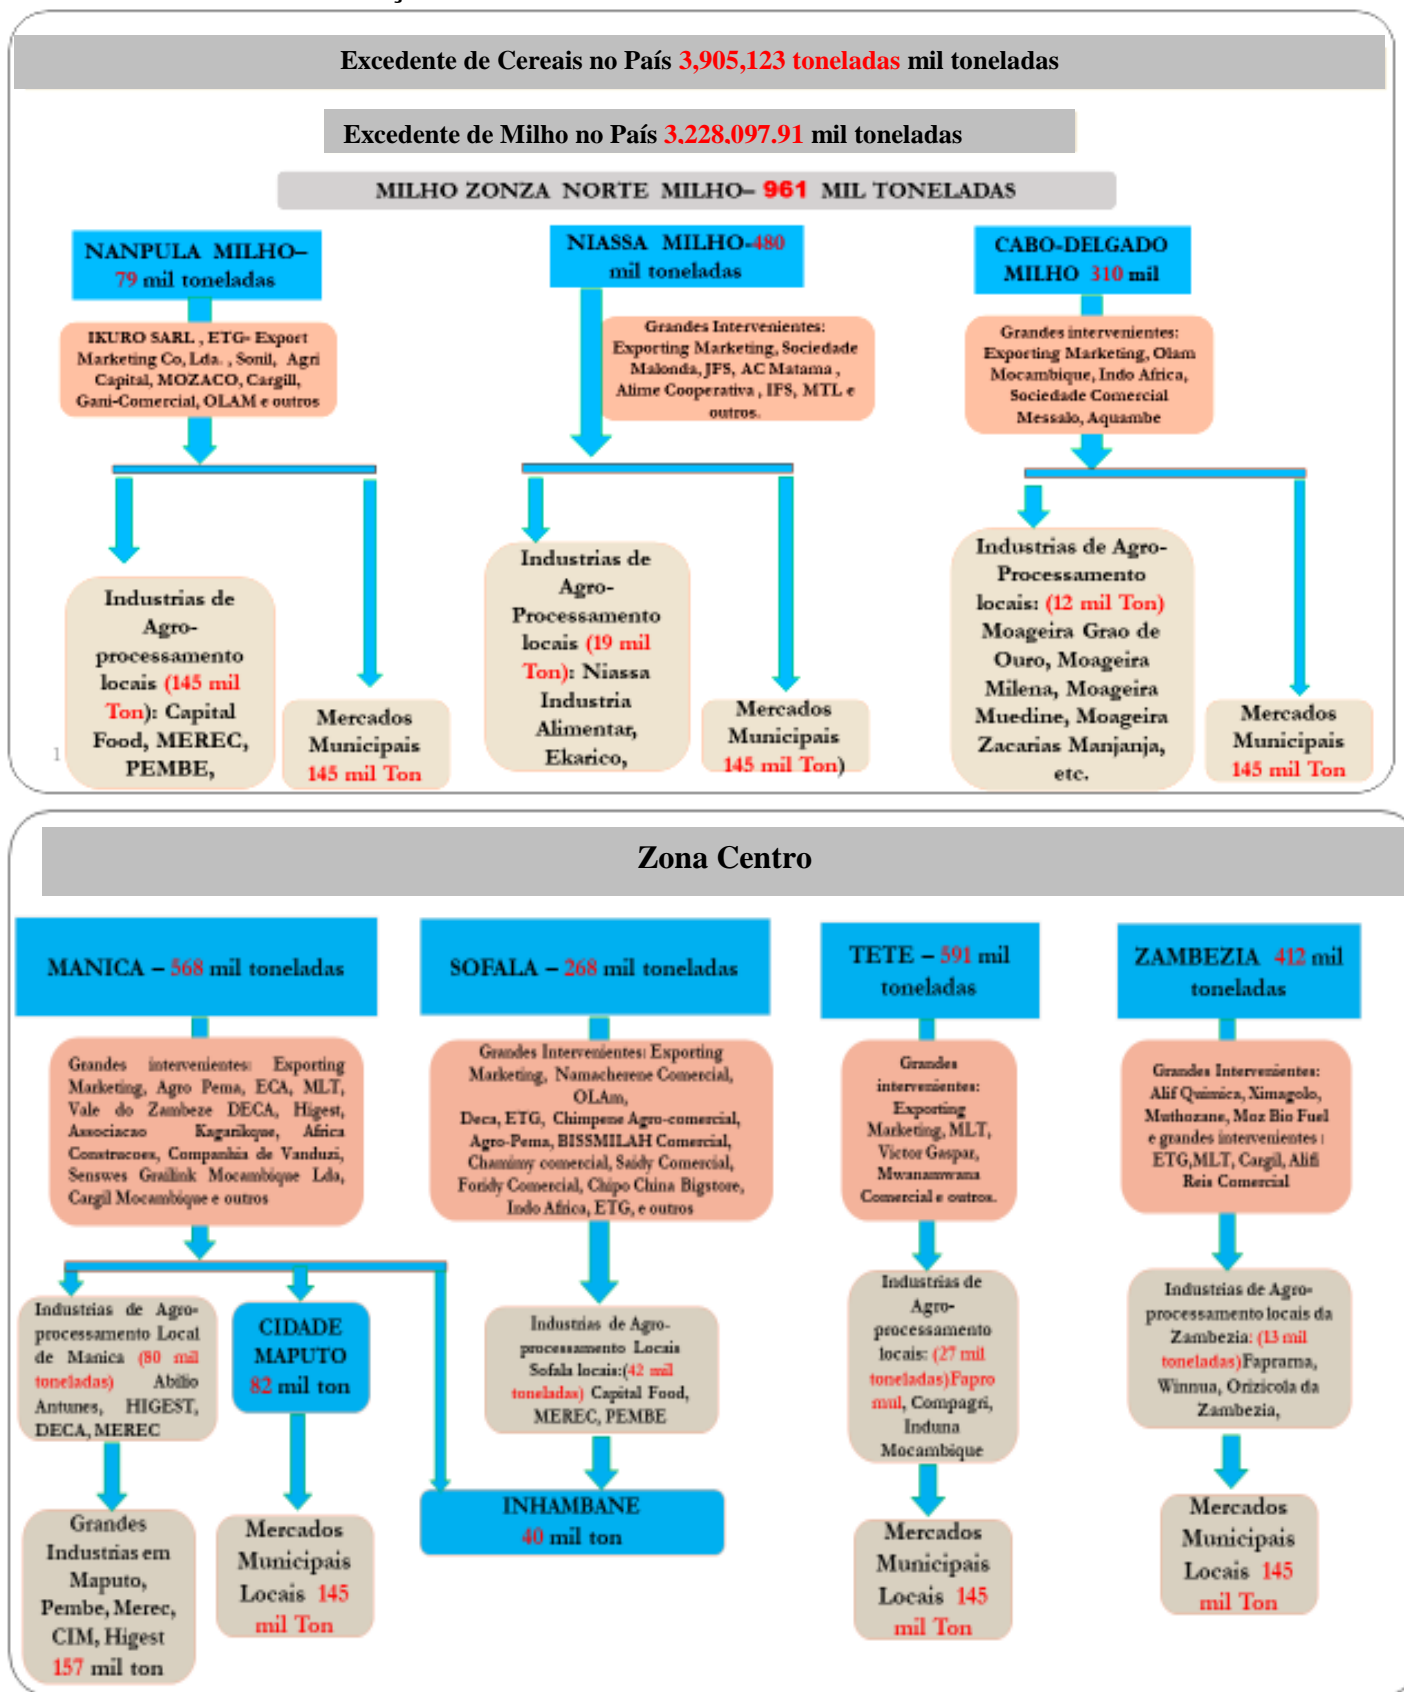 Excedente de Cereais no País 3,905,123 toneladas mil toneladas
Excedente de Milho no País 3,228,097.91 mil toneladas
MILHO ZONZA NORTE MILHO– 961 MIL TONELADAS
NANPULA MILHO–
79 mil toneladas
IKURO SARL , ETG- Export
Marketing Co, Lda. , Sonil, Agri
Capital, MOZACO, Cargill,
Gani-Comercial, OLAM e outros
Industrias de
Agro-
processamento
locais (145 mil
Ton): Capital
Food, MEREC,
PEMBE,
Mercados
Municipais
145 mil Ton
NIASSA MILHO-480
mil toneladas
Grandes Intervenientes:
Exporting Marketing, Sociedade
Malonda, JFS, AC Matama ,
Alime Cooperativa , IFS, MTL e
outros.
Industrias de
Agro-
Processamento
locais (19 mil
Ton): Niassa
Industria
Alimentar,
Ekarico,
Mercados
Municipais
145 mil Ton)
CABO-DELGADO
MILHO 310 mil
Grandes intervenientes:
Exporting Marketing, Olam
Mocambique, Indo Africa,
Sociedade Comercial
Messalo, Aquambe
Industrias de Agro-
Processamento
locais: (12 mil Ton)
Moageira Grao de
Ouro, Moageira
Milena, Moageira
Muedine, Moageira
Zacarias Manjanja,
etc.
Mercados
Municipais
145 mil Ton
1
Zona Centro
MANICA – 568 mil toneladas
Grandes intervenientes: Exporting
Marketing, Agro Pema, ECA, MLT,
Vale do Zambeze DECA, Higest,
Associacao Kagarikque, Africa
Construcoes, Companhia de Vanduzi,
Senswes Grailink Mocambique Lda,
Cargil Mocambique e outros
Industrias de Agro-
processamento Local
de Manica (80 mil
toneladas) Abilio
Antunes, HIGEST,
DECA, MEREC
Grandes
Industrias em
Maputo,
Pembe, Merec,
CIM, Higest
157 mil ton
CIDADE
MAPUTO
82 mil ton
Mercados
Municipais
Locais 145
mil Ton
SOFALA – 268 mil toneladas
Grandes Intervenientes: Exporting
Marketing, Namacherene Comercial,
OLAm,
Deca, ETG, Chimpene Agro-comercial,
Agro-Pema, BISSMILAH Comercial,
Chamimy comercial, Saidy Comercial,
Foridy Comercial, Chipo China Bigstore,
Indo Africa, ETG, e outros
Industrias de Agro-
processamento Locais
Sofala locais:(42 mil
toneladas) Capital Food,
MEREC, PEMBE
INHAMBANE
40 mil ton
TETE – 591 mil
toneladas
Grandes
intervenientes:
Exporting
Marketing, MLT,
Victor Gaspar,
Mwanamwana
Comercial e outros.
Industrias de
Agro-
processamento
locais: (27 mil
toneladas)Fapro
mul, Compagri,
Induna
Mocambique
Mercados
Municipais
Locais 145
mil Ton
ZAMBEZIA 412 mil
toneladas
Grandes Intervenientes:
Alif Quimica, Ximagolo,
Muthozane, Moz Bio Fuel
e grandes intervenientes :
ETG,MLT, Cargil, Alifi
Reis Comercial
Industrias de Agro-
processamento locais da
Zambezia: (13 mil
toneladas)Faprarna,
Winnua, Orizicola da
Zambezia,
Mercados
Municipais
Locais 145
mil Ton